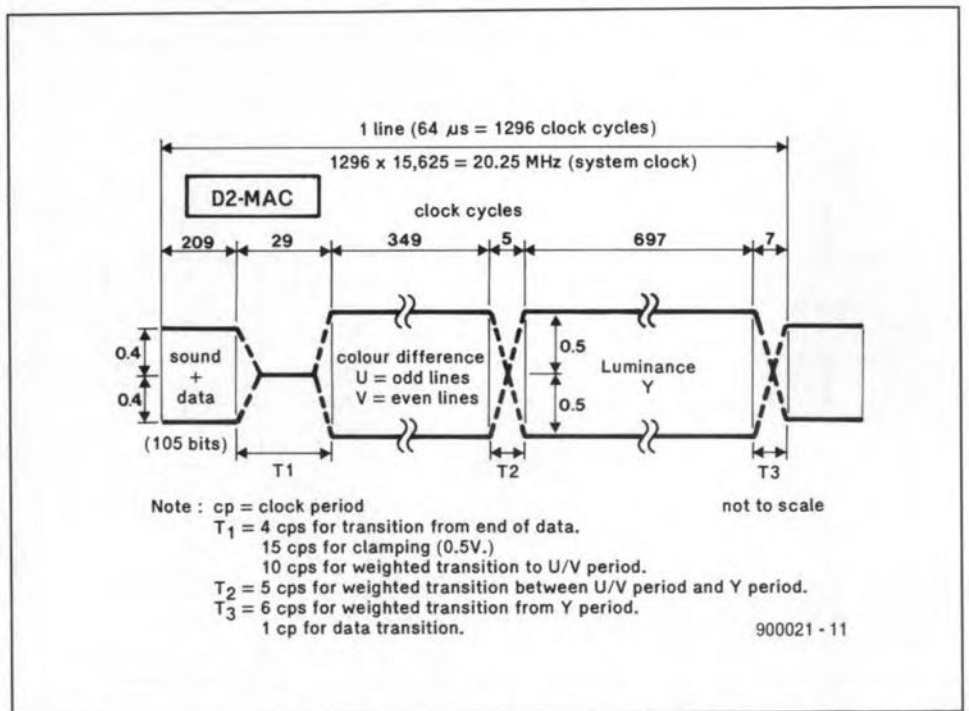 1 line (64 µs = 1296 clock cycles)
1296 x 15,625 = 20.25 MHz (system clock)
D2-MAC
clock cycles
209 29 349 5 697 7
0.4
0.4
sound
+
data
colour difference
U = odd lines
V = even lines
0.5
0.5
Luminance
Y
(105 bits)
T1 T2 T3
Note : cp = clock period
not to scale
T1 = 4 cps for transition from end of data.
15 cps for clamping (0.5V.)
10 cps for weighted transition to U/V period.
T2 = 5 cps for weighted transition between U/V period and Y period.
T3 = 6 cps for weighted transition from Y period.
1 cp for data transition.
900021 - 11